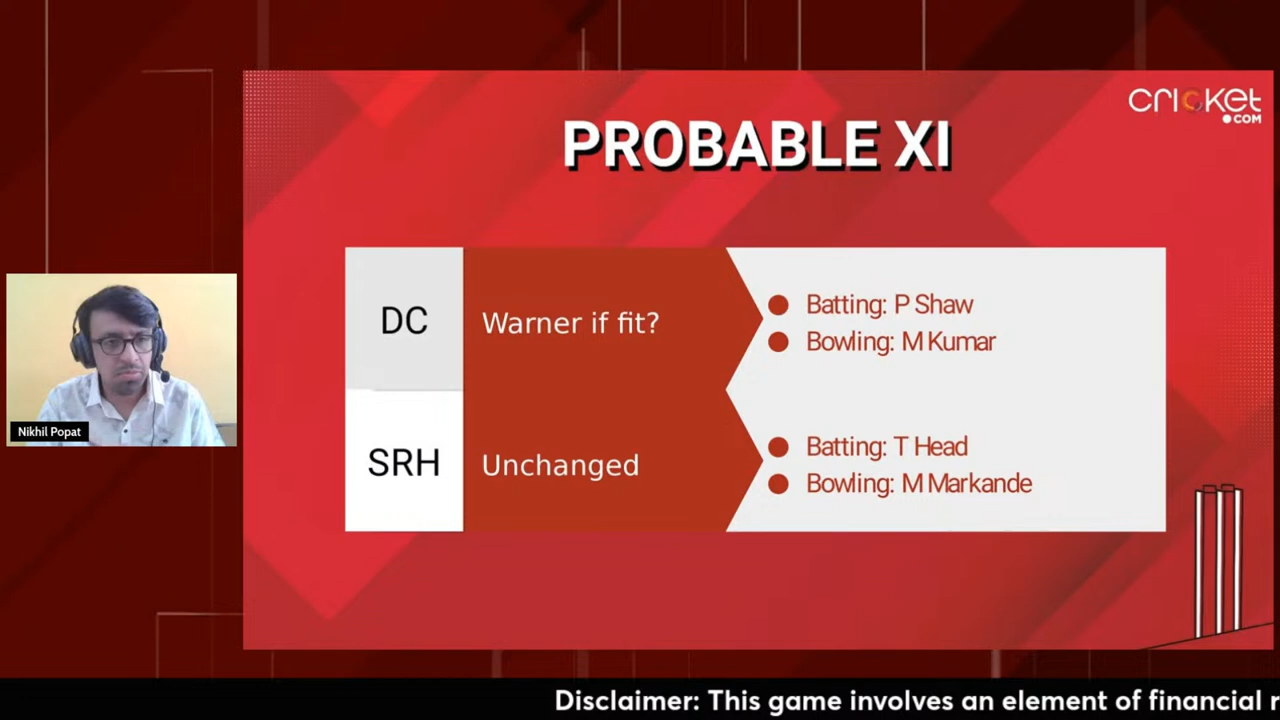 cricket
.COM
PROBABLE XI
DC
Warner if fit?
Batting: P Shaw
Bowling: M Kumar
SRH
Unchanged
Batting: T Head
Bowling: M Markande
Nikhil Popat
Disclaimer: This game involves an element of financial